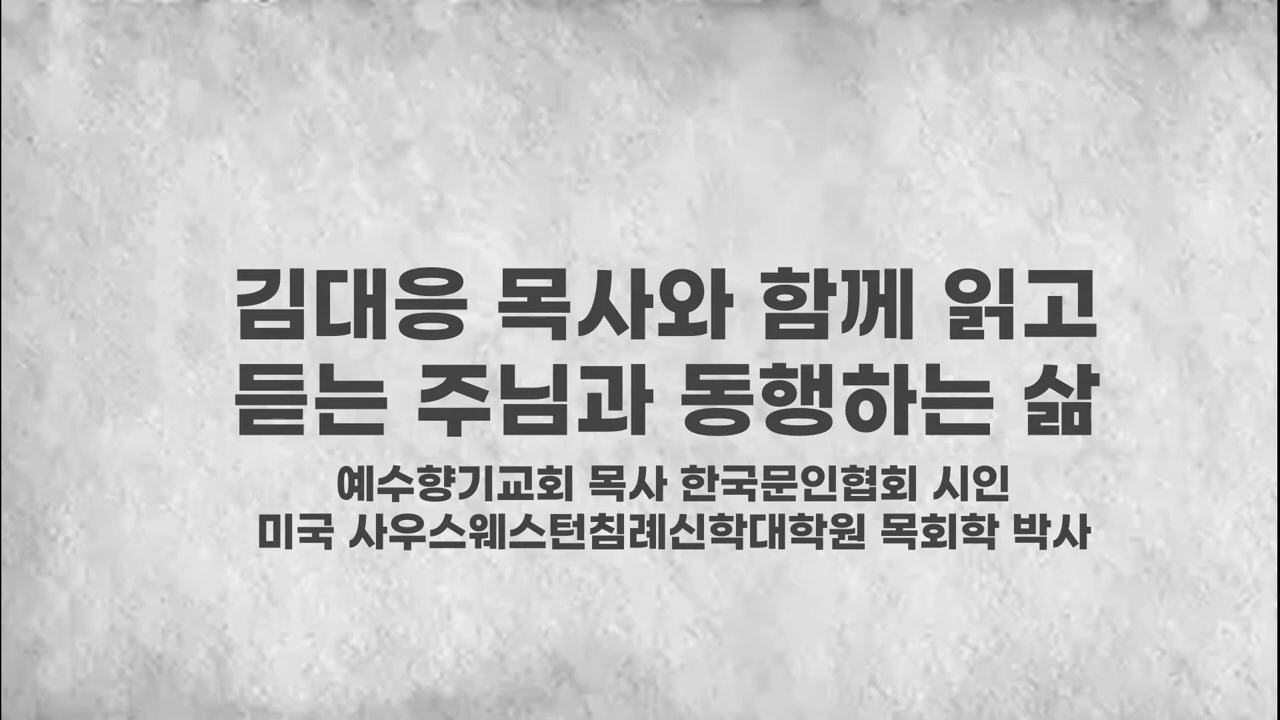 김대응 목사와 함께 읽고
듣는 주님과 동행하는 삶
예수향기교회 목사 한국문인협회 시인
미국 사우스웨스턴침례신학대학원 목회학 박사